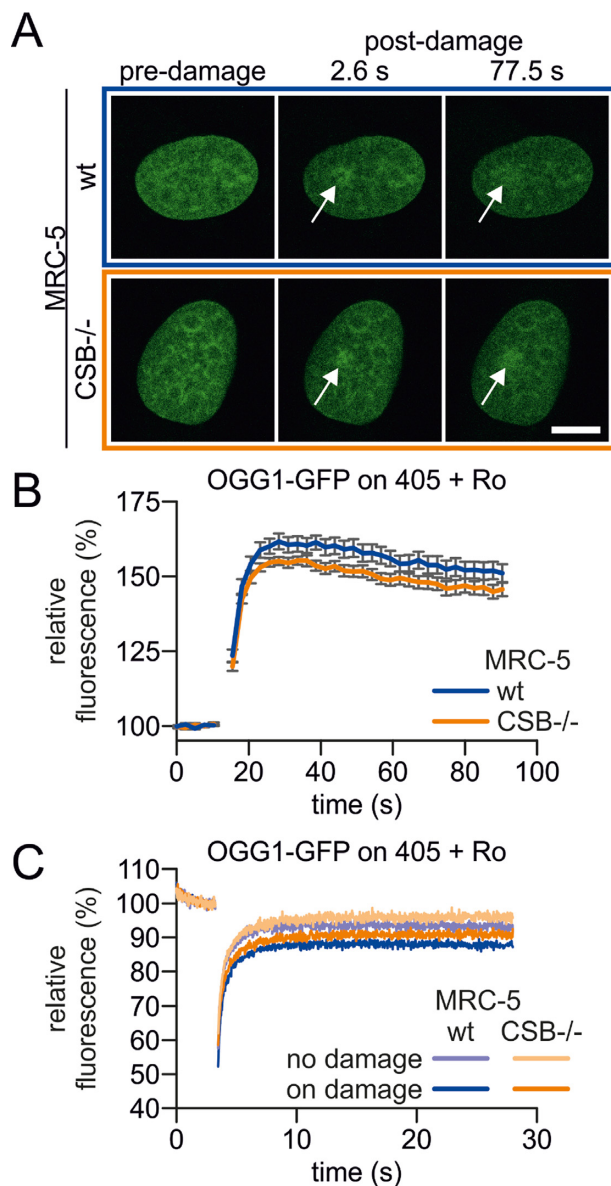 A
post-damage
pre-damage 2.6 s 77.5 s
MRC-5
wt
CSB-/-
B
OGG1-GFP on 405 + Ro
relative
fluorescence (%)
175
150
125
100
MRC-5
wt
CSB-/-
0 20 40 60 80 100
time (s)
C
OGG1-GFP on 405 + Ro
relative
fluorescence (%)
110
100
90
80
70
60
50
40
MRC-5
wt CSB-/-
no damage
on damage
0 10 20 30
time (s)